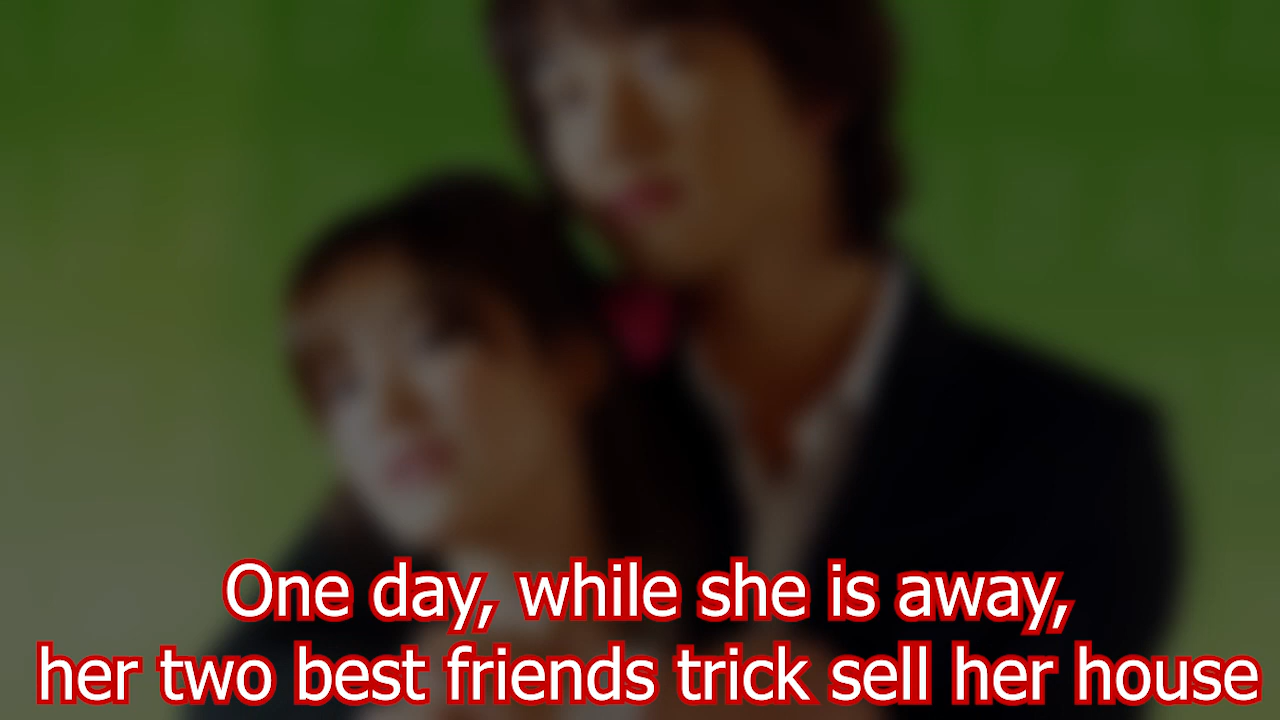 One day, while she is away,
her two best friends trick sell her house